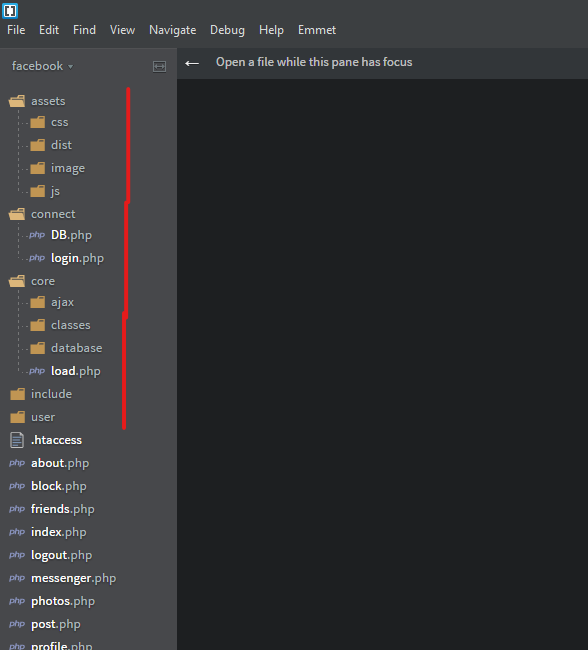 File Edit Find View Navigate Debug Help Emmet
facebook
Open a file while this pane has focus
assets
css
dist
image
js
connect
php DB.php
php login.php
core
ajax
classes
database
php load.php
include
user
.htaccess
php about.php
php block.php
php friends.php
php index.php
php logout.php
php messenger.php
php photos.php
php post.php
php profile.php